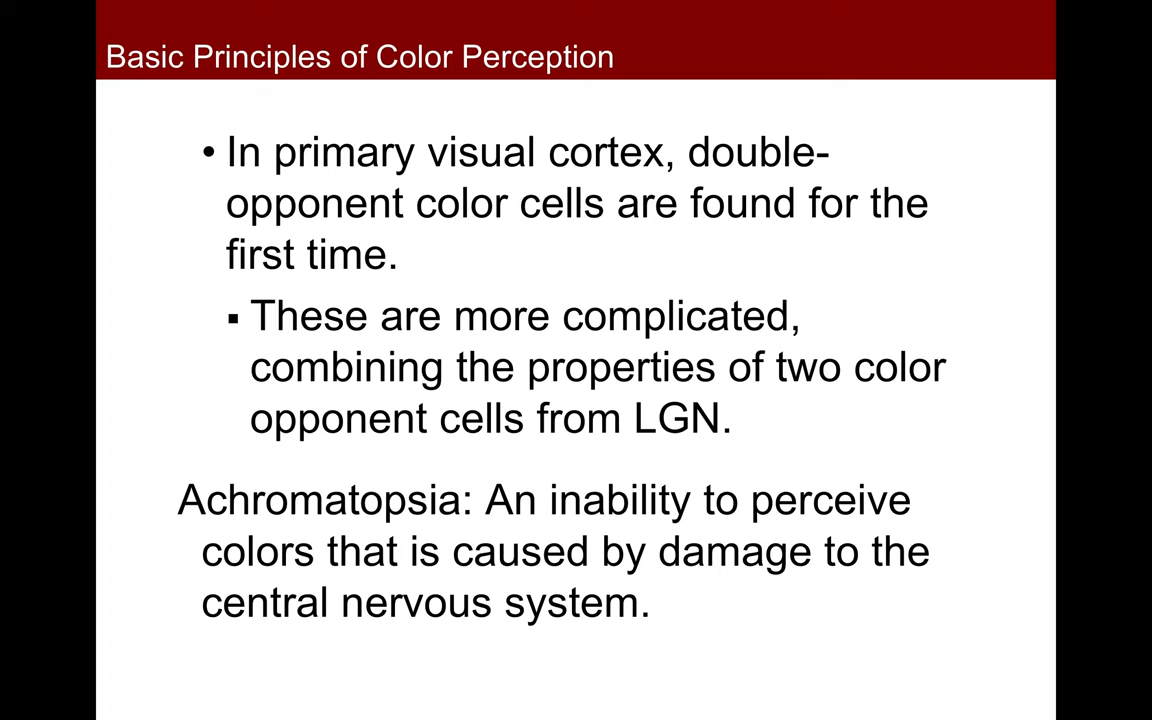 Basic Principles of Color Perception
• In primary visual cortex, double-
opponent color cells are found for the
first time.
▪ These are more complicated,
combining the properties of two color
opponent cells from LGN.
Achromatopsia: An inability to perceive
colors that is caused by damage to the
central nervous system.